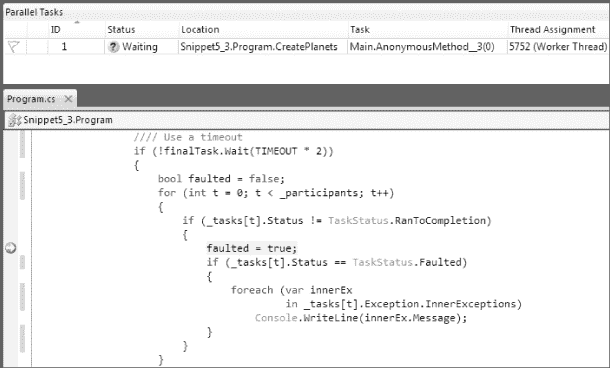 Parallel Tasks
ID Status Location Task Thread Assignment
1 Waiting Snippet5_3.Program.CreatePlanets Main.AnonymousMethod__3(0) 5752 (Worker Thread)
Program.cs
Snippet5_3.Program
//// Use a timeout
if (!finalTask.Wait(TIMEOUT * 2))
{
bool faulted = false;
for (int t = 0; t < _participants; t++)
{
if (_tasks[t].Status != TaskStatus.RanToCompletion)
{
faulted = true;
if (_tasks[t].Status == TaskStatus.Faulted)
{
foreach (var innerEx
in _tasks[t].Exception.InnerExceptions)
Console.WriteLine(innerEx.Message);
}
}
}